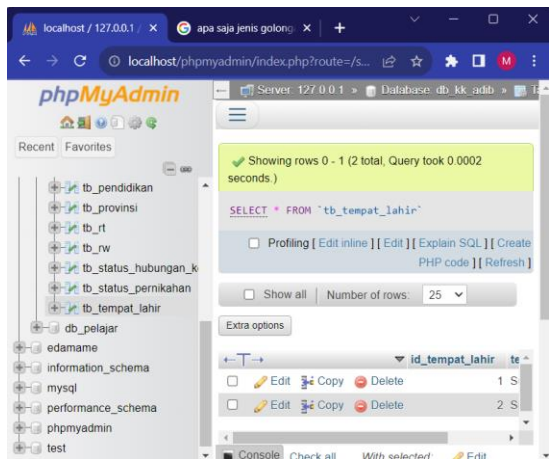 localhost / 127.0.0.1 /
apa saja jenis golong
localhost/phpmyadmin/index.php?route=/s...
M
phpMyAdmin
Recent Favorites
tb_pendidikan
tb_provinsi
tb_rt
tb_rw
tb_status_hubungan_k
tb_status_pernikahan
tb_tempat_lahir
db_pelajar
edamame
information_schema
mysql
performance_schema
phpmyadmin
test
Server: 127.0.0.1 » Database: db_kk_adib »
Showing rows 0 - 1 (2 total, Query took 0.0002
seconds.)
SELECT * FROM `tb_tempat_lahir`
Profiling [ Edit inline ] [ Edit ] [ Explain SQL ] [ Create
PHP code ] [ Refresh ]
Show all Number of rows: 25
Extra options
←T→ id_tempat_lahir te
Edit Copy Delete 1 S
Edit Copy Delete 2 S
Console Check all With selected: Edit